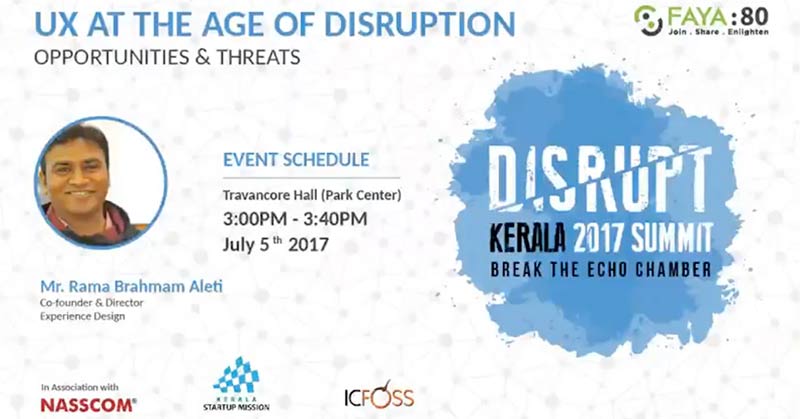 UX AT THE AGE OF DISRUPTION
OPPORTUNITIES & THREATS
FAYA:80
Join . Share . Enlighten
EVENT SCHEDULE
Travancore Hall (Park Center)
3:00PM - 3:40PM
July 5th 2017
Mr. Rama Brahmam Aleti
Co-founder & Director
Experience Design
DISRUPT
KERALA 2017 SUMMIT
BREAK THE ECHO CHAMBER
In Association with
NASSCOM®
KERALA
STARTUP MISSION
ICFOSS